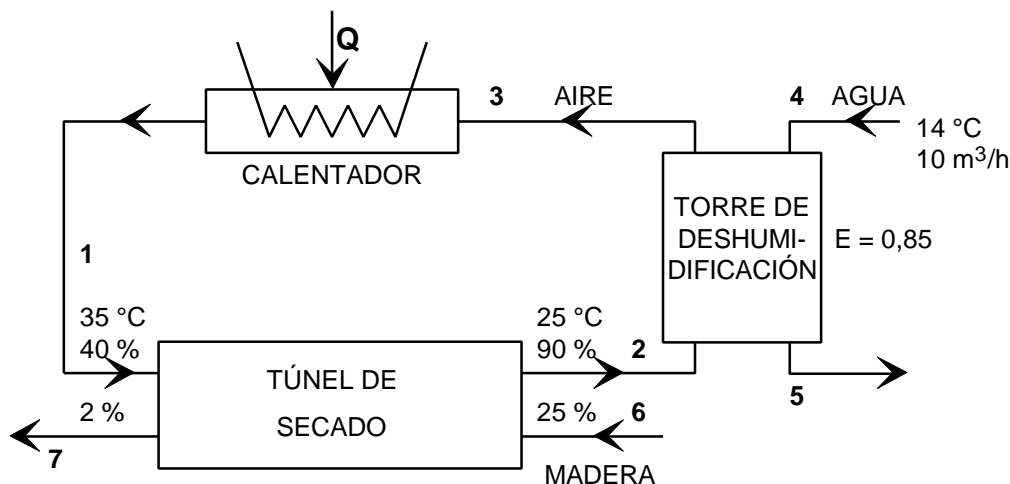 Q
3
AIRE
4
AGUA
14 °C
10 m³/h
CALENTADOR
TORRE DE
DESHUMI-
DIFICACIÓN
E = 0,85
1
35 °C
40 %
25 °C
90 %
2
TÚNEL DE
SECADO
2 %
25 %
6
5
7
MADERA